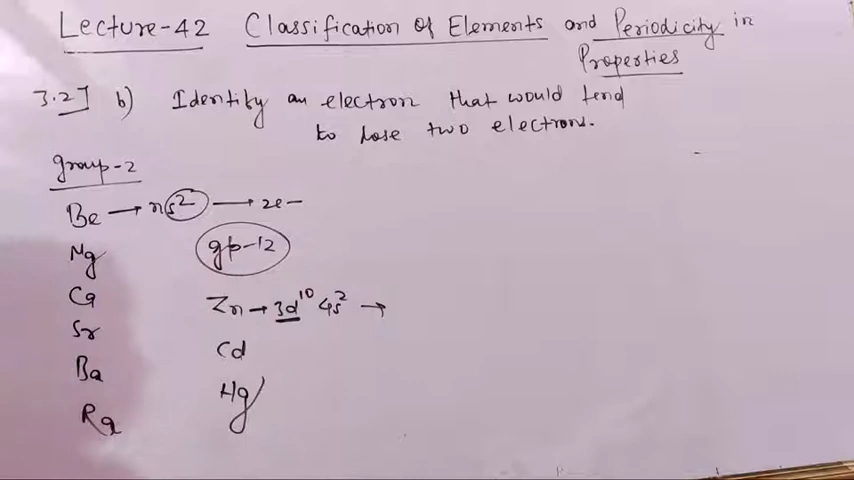 Lecture-42 Classification of Elements and Periodicity in
Properties
3.27 b) Identify an electron that would tend
to lose two electrons.
group-2
Be → ns2 → 2e-
Mg gp-12
Ca Zn → 3d10 4s2 →
Sr Cd
Ba Hg
Ra